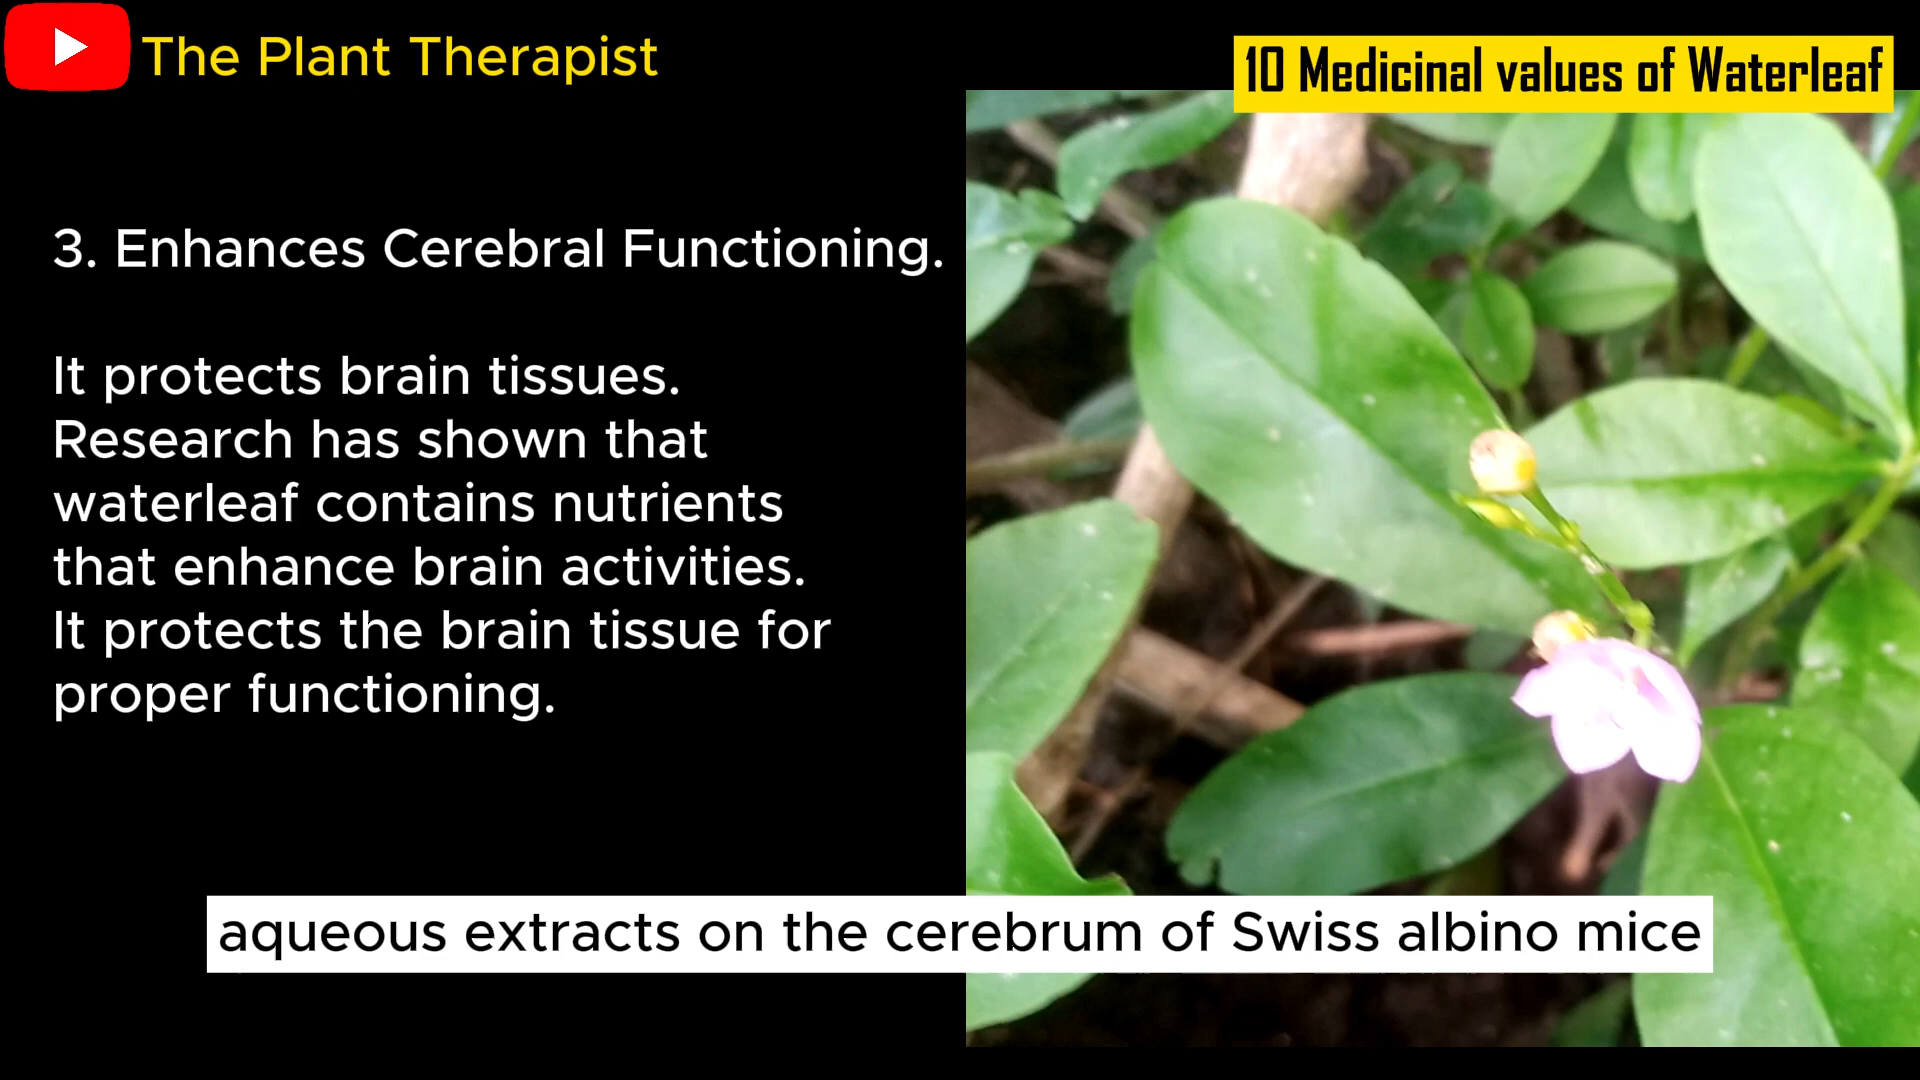 The Plant Therapist
10 Medicinal values of Waterleaf
3. Enhances Cerebral Functioning.
It protects brain tissues.
Research has shown that
waterleaf contains nutrients
that enhance brain activities.
It protects the brain tissue for
proper functioning.
aqueous extracts on the cerebrum of Swiss albino mice